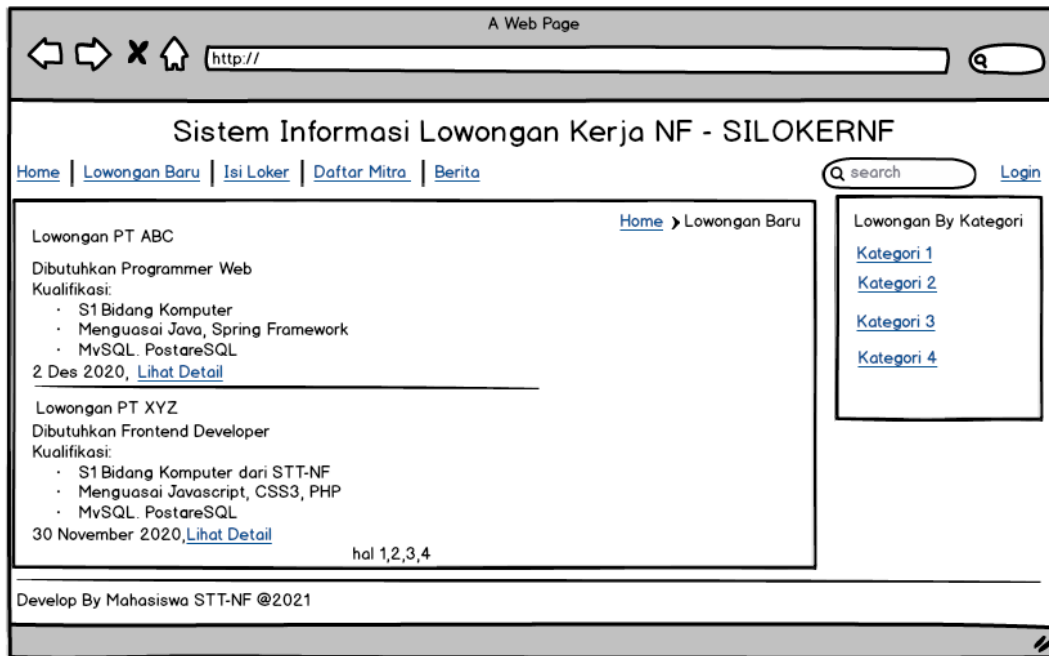 A Web Page
http://
Sistem Informasi Lowongan Kerja NF - SILOKERNF
Home | Lowongan Baru | Isi Loker | Daftar Mitra | Berita
search
Login
Home > Lowongan Baru
Lowongan PT ABC
Dibutuhkan Programmer Web
Kualifikasi:
· S1 Bidang Komputer
· Menguasai Java, Spring Framework
· MySQL. PostgreSQL
2 Des 2020, Lihat Detail
Lowongan PT XYZ
Dibutuhkan Frontend Developer
Kualifikasi:
· S1 Bidang Komputer dari STT-NF
· Menguasai Javascript, CSS3, PHP
· MySQL. PostgreSQL
30 November 2020,Lihat Detail
hal 1,2,3,4
Lowongan By Kategori
Kategori 1
Kategori 2
Kategori 3
Kategori 4
Develop By Mahasiswa STT-NF @2021